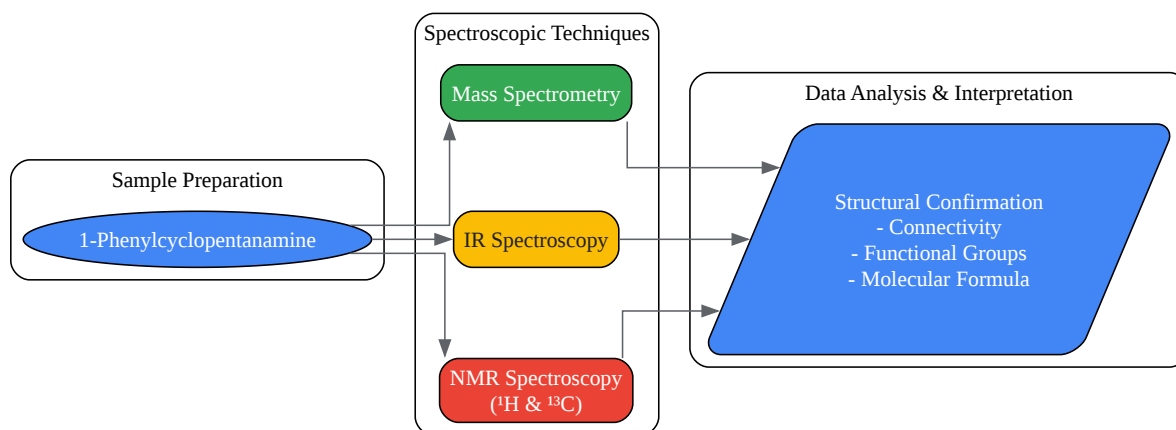 Sample Preparation
1-Phenylcyclopentanamine
Spectroscopic Techniques
Mass Spectrometry
IR Spectroscopy
NMR Spectroscopy
(¹H & ¹³C)
Data Analysis & Interpretation
Structural Confirmation
- Connectivity
- Functional Groups
- Molecular Formula